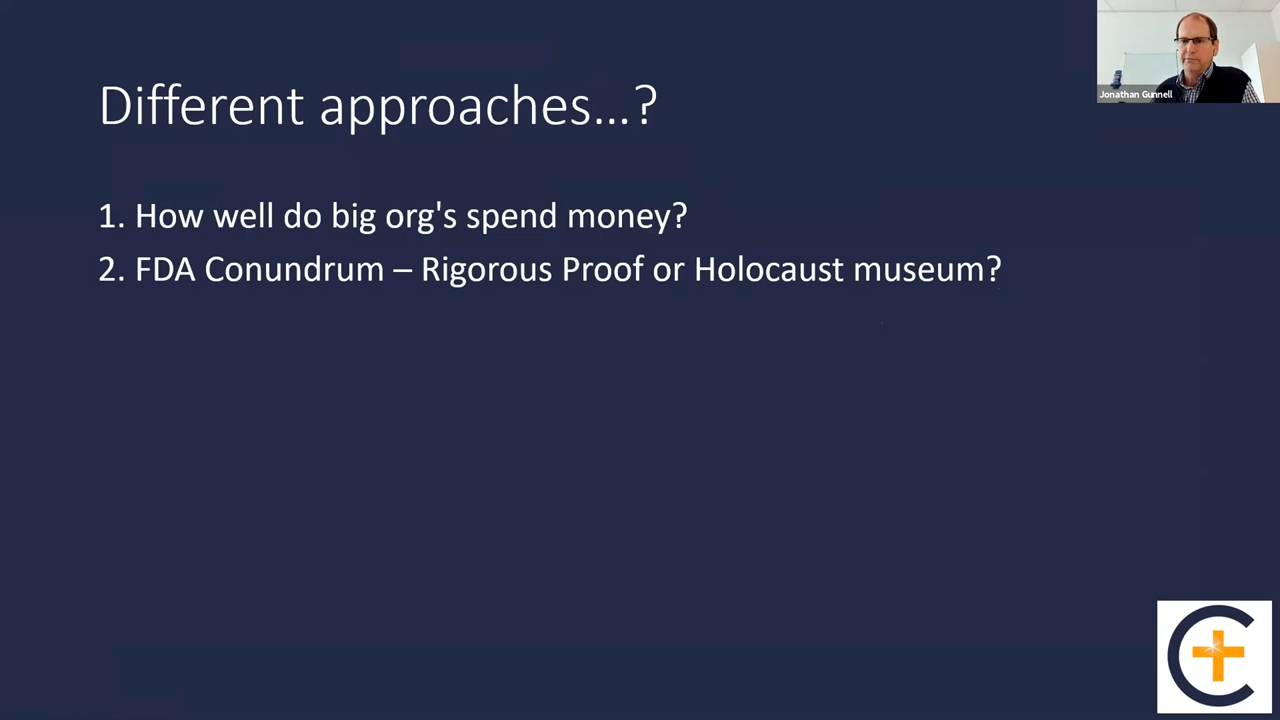 Different approaches...?
1. How well do big org's spend money?
2. FDA Conundrum – Rigorous Proof or Holocaust museum?
Jonathan Gunnell